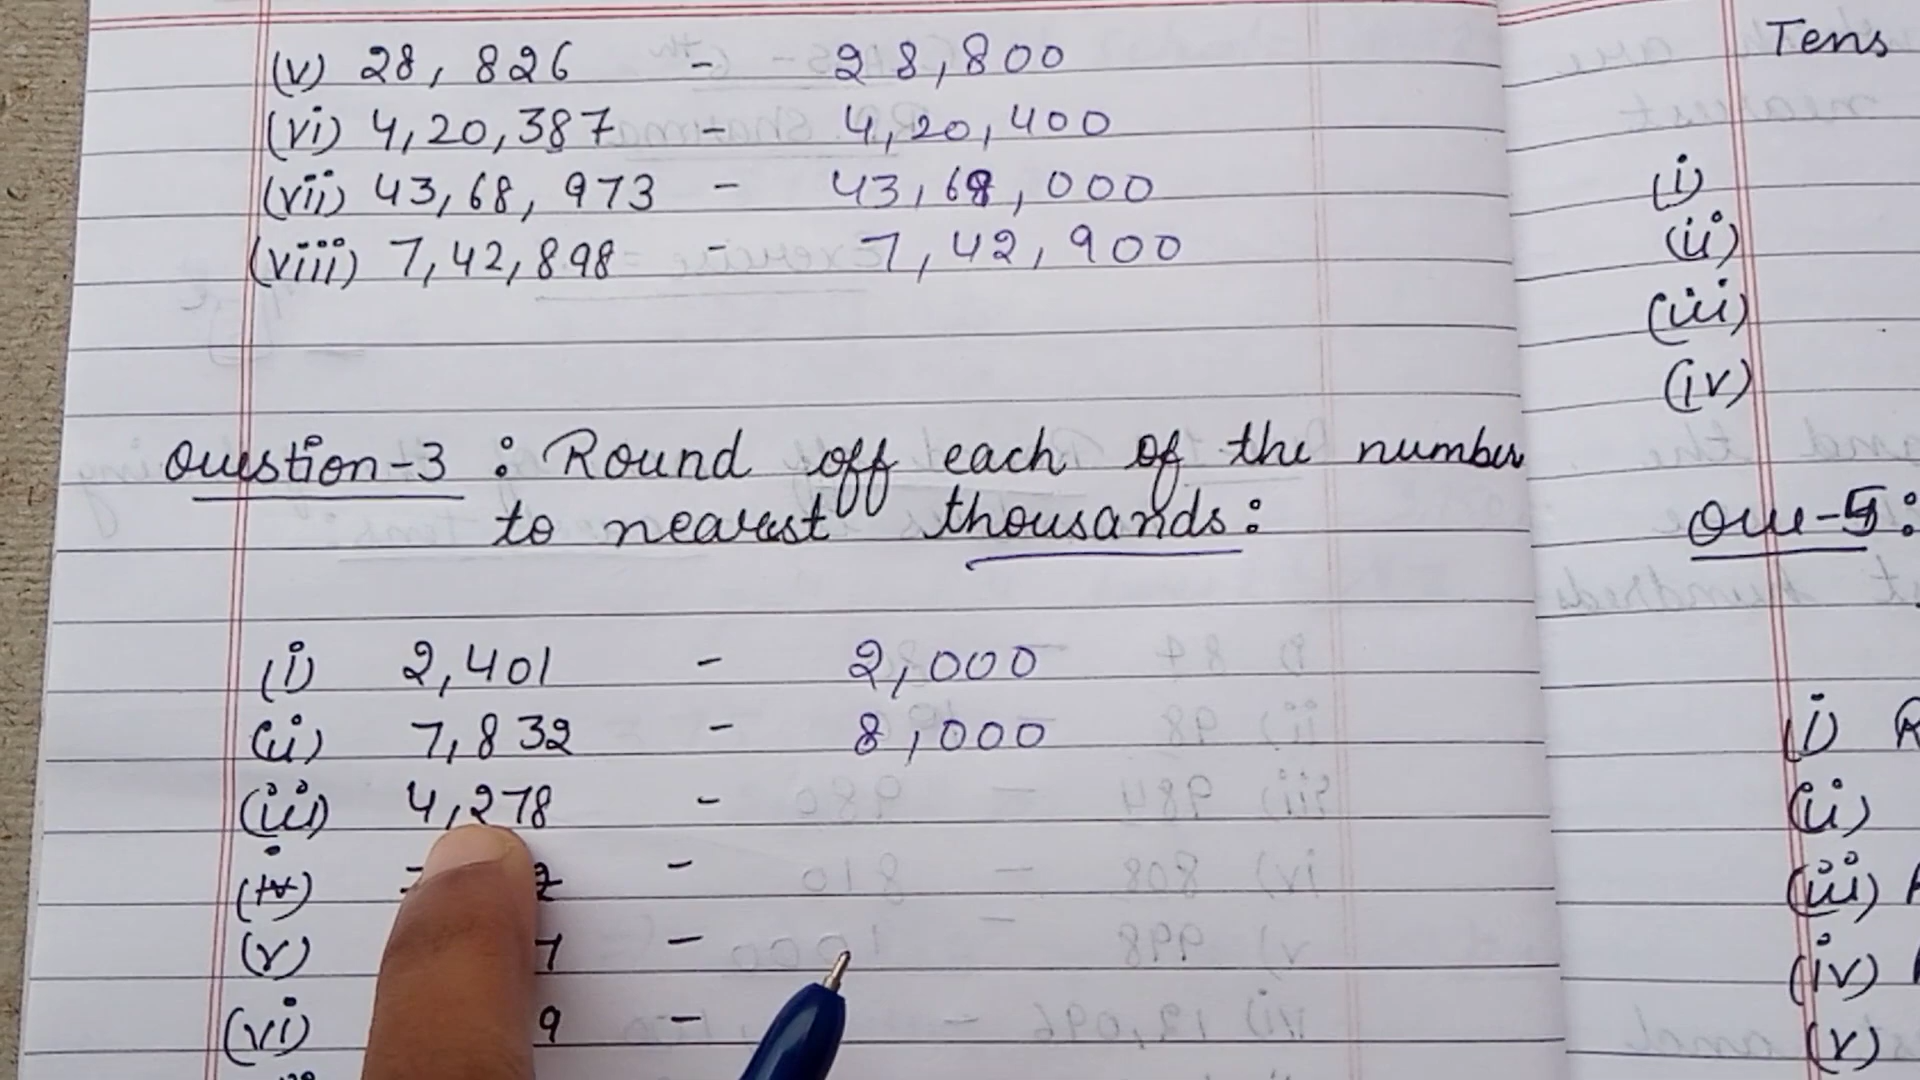 (v) 28, 826 - 28,800
(vi) 4,20,387 - 4,20,400
(vii) 43,68, 973 - 43,69,000
(viii) 7,42,898 - 7,42,900
Question-3 : Round off each of the number
to nearest thousands:
(i) 2,401 - 2,000
(ii) 7,832 - 8,000
(iii) 4,278 -
(iv) -
(v) 7 -
(vi) 9 -
Tens
(i)
(ii)
(iii)
(iv)
Que-5:
(i) R
(ii)
(iii)
(iv)
(v)